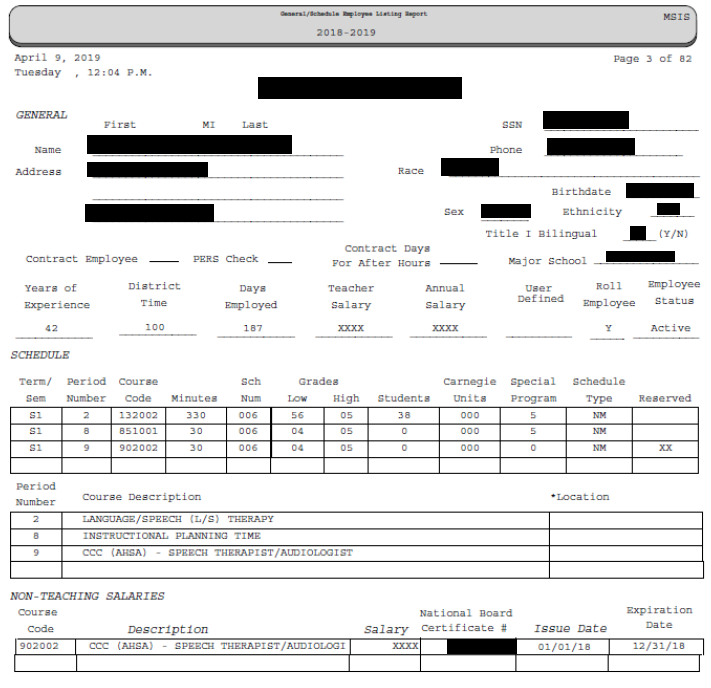 General/Schedule Employee Listing Report
MSIS
2018-2019
April 9, 2019
Page 3 of 82
Tuesday , 12:04 P.M.
GENERAL
First MI Last
SSN
Name
Phone
Address
Race
Birthdate
Sex
Ethnicity
Title I Bilingual (Y/N)
Contract Employee ____ PERS Check ____ Contract Days For After Hours ____ Major School
Years of Experience District Time Days Employed Teacher Salary Annual Salary User Defined Roll Employee Employee Status
42 100 187 XXXX XXXX Y Active
SCHEDULE
Term/ Period Course Sch Grades Carnegie Special Schedule
Sem Number Code Minutes Num Low High Students Units Program Type Reserved
S1 2 132002 330 006 56 05 38 000 5 NM
S1 8 851001 30 006 04 05 0 000 5 NM
S1 9 902002 30 006 04 05 0 000 0 NM XX
Period
Number Course Description *Location
2 LANGUAGE/SPEECH (L/S) THERAPY
8 INSTRUCTIONAL PLANNING TIME
9 CCC (AHSA) - SPEECH THERAPIST/AUDIOLOGIST
NON-TEACHING SALARIES
Course National Board Expiration
Code Description Salary Certificate # Issue Date Date
902002 CCC (AHSA) - SPEECH THERAPIST/AUDIOLOGI XXXX 01/01/18 12/31/18